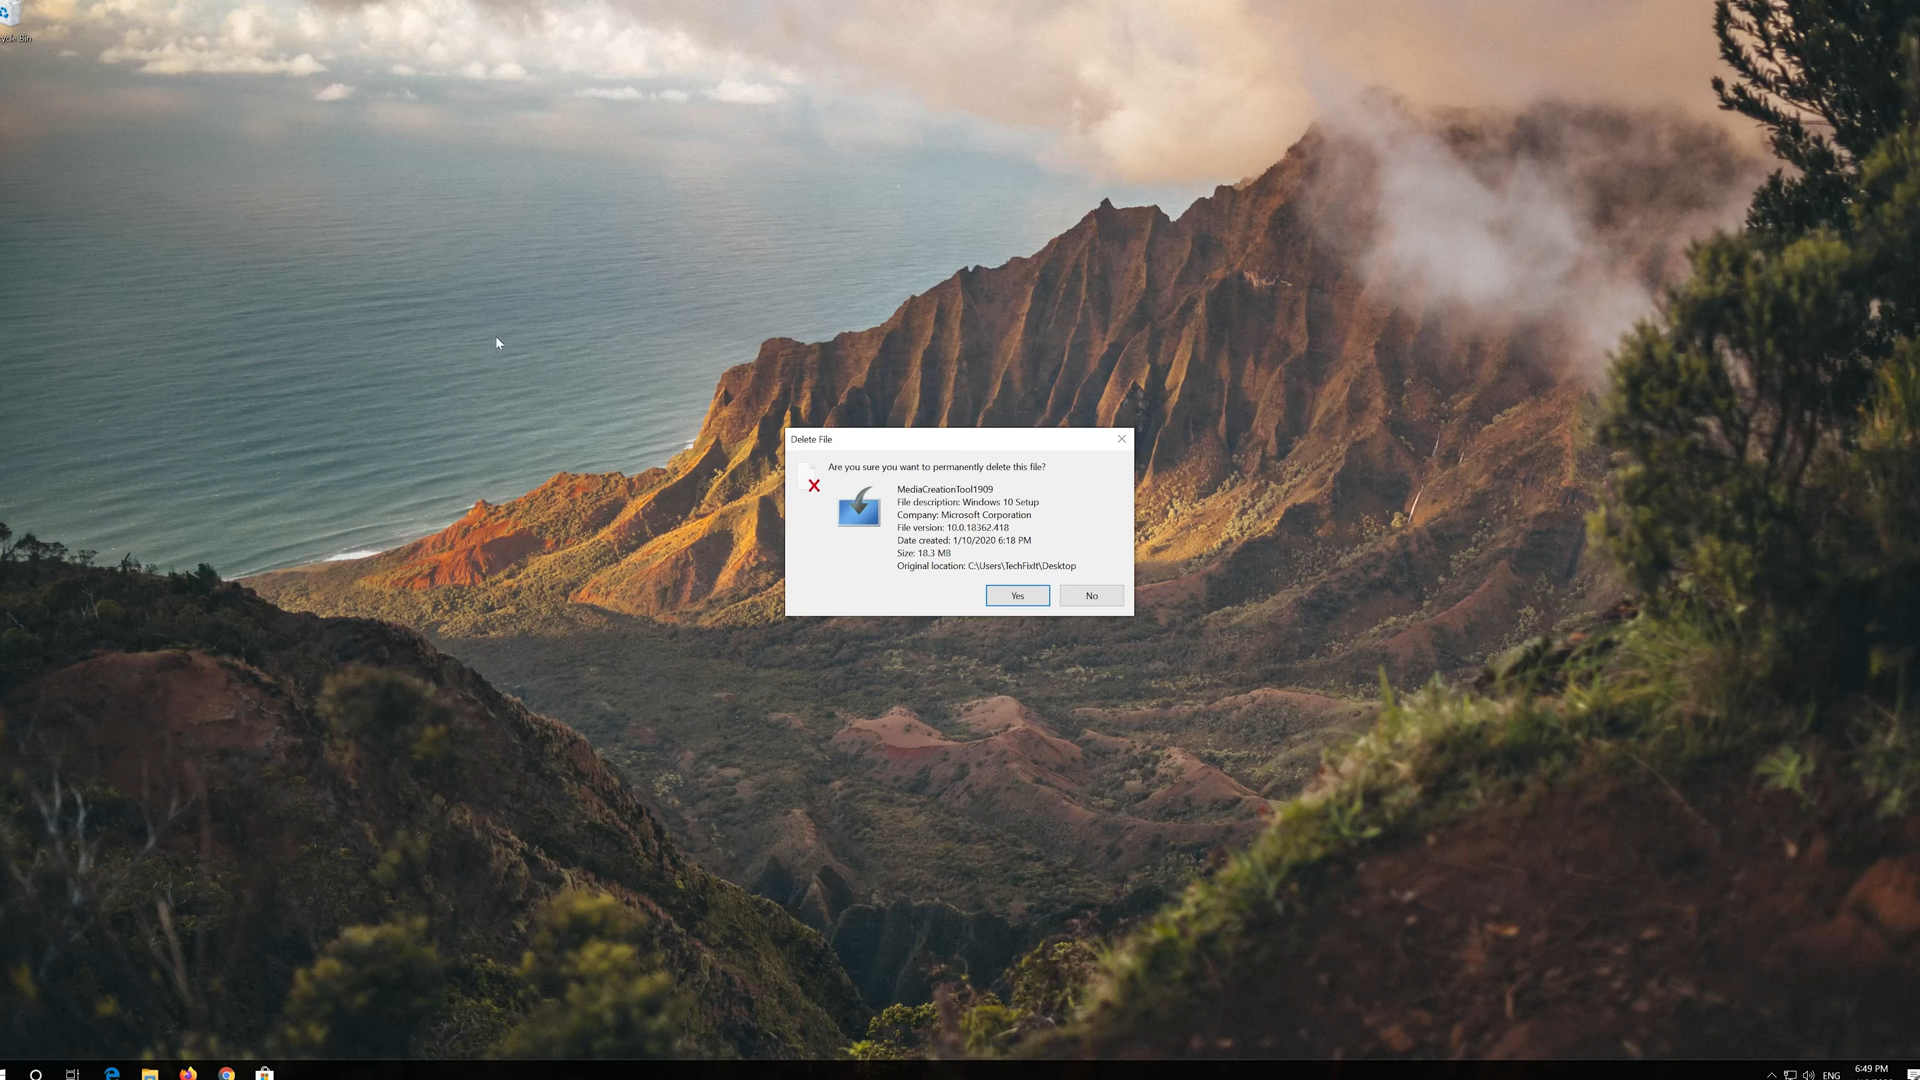 ycle Bin
Delete File
Are you sure you want to permanently delete this file?
MediaCreationTool1909
File description: Windows 10 Setup
Company: Microsoft Corporation
File version: 10.0.18362.418
Date created: 1/10/2020 6:18 PM
Size: 18.3 MB
Original location: C:\Users\TechFixIt\Desktop
Yes
No
ENG
6:49 PM